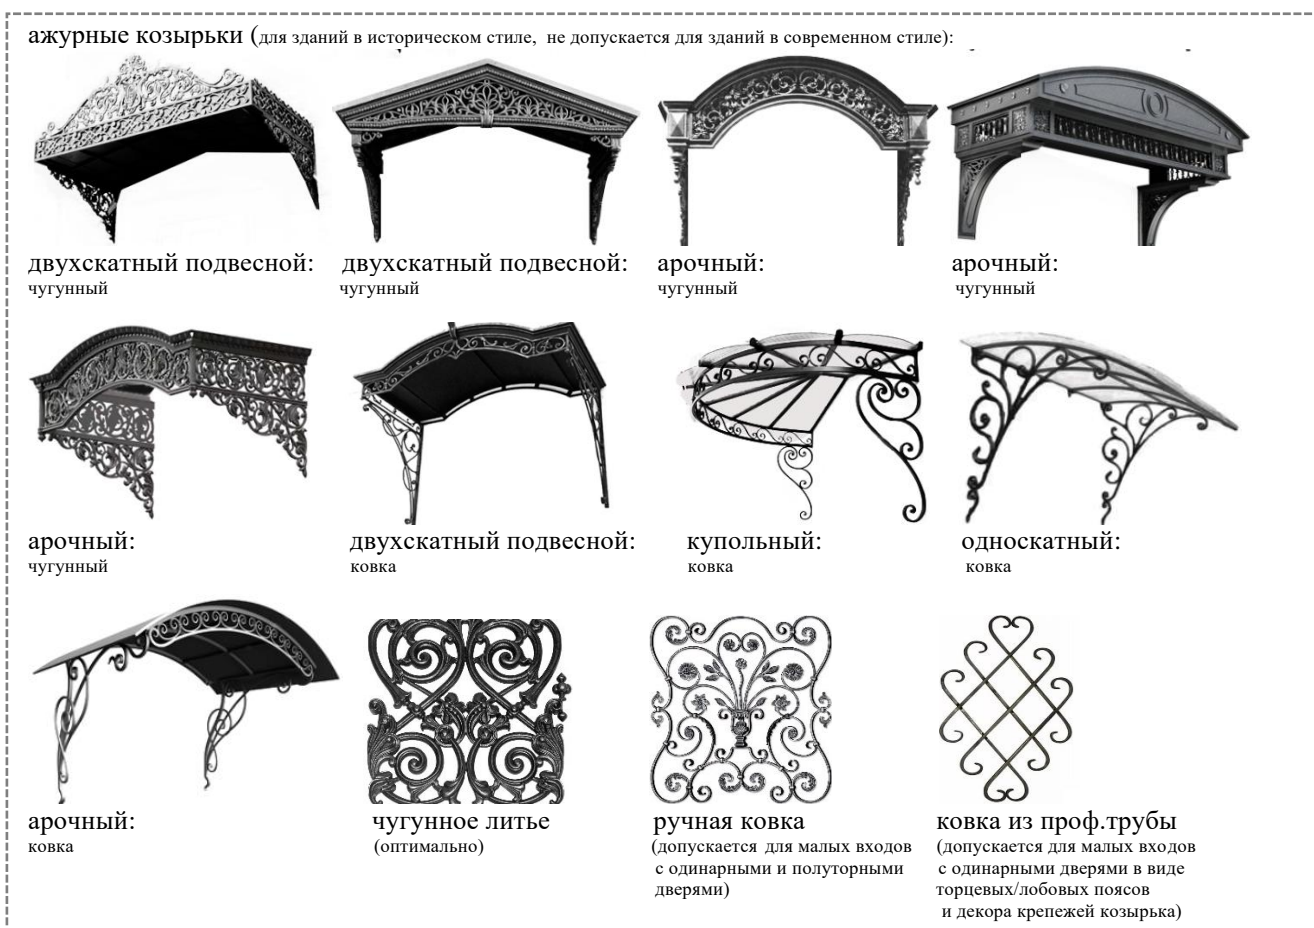 ажурные козырьки (для зданий в историческом стиле, не допускается для зданий в современном стиле):
двухскатный подвесной: двухскатный подвесной: арочный: арочный:
чугунный чугунный чугунный чугунный
арочный: двухскатный подвесной: купольный: односкатный:
чугунный ковка ковка ковка
арочный: чугунное литье ручная ковка ковка из проф.трубы
ковка (оптимально) (допускается для малых входов (допускается для малых входов
с одинарными и полуторными с одинарными дверями в виде
дверями) торцевых/лобовых поясов
и декора крепежей козырька)